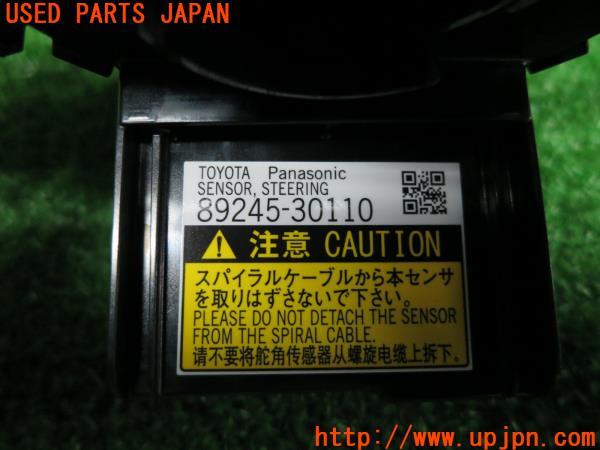 USED PARTS JAPAN
TOYOTA Panasonic
SENSOR, STEERING
89245-30110
注意 CAUTION
スパイラルケーブルから本センサ
を取りはずさないで下さい。
PLEASE DO NOT DETACH THE SENSOR
FROM THE SPIRAL CABLE.
请不要将舵角传感器从螺旋电缆上拆下。
http://www.upjpn.com/